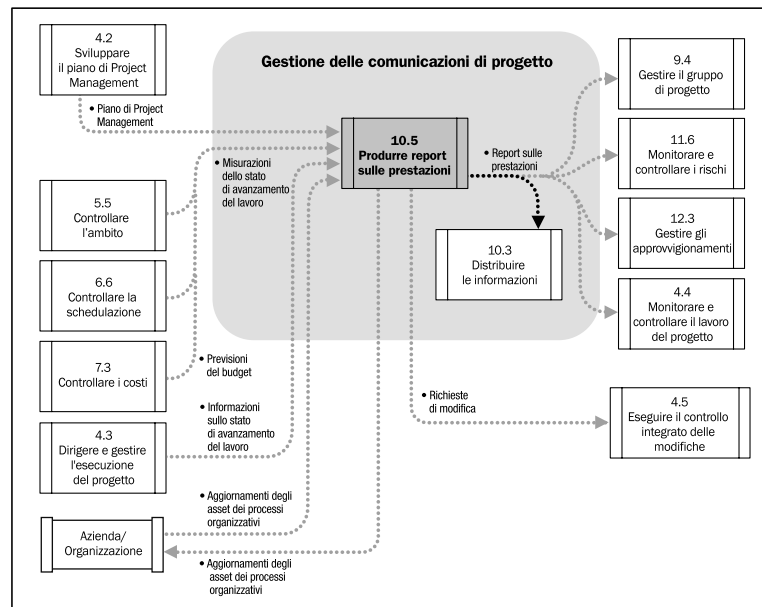 4.2
Sviluppare
il piano di Project
Management
• Piano di Project
Management
Gestione delle comunicazioni di progetto
10.5
Produrre report
sulle prestazioni
• Misurazioni
dello stato
di avanzamento
del lavoro
• Report sulle
prestazioni
9.4
Gestire il gruppo
di progetto
11.6
Monitorare e
controllare i rischi
5.5
Controllare
l'ambito
12.3
Gestire gli
approvvigionamenti
10.3
Distribuire
le informazioni
6.6
Controllare la
schedulazione
4.4
Monitorare e
controllare il lavoro
del progetto
7.3
Controllare i costi
• Previsioni
del budget
• Richieste
di modifica
4.5
Eseguire il controllo
integrato delle
modifiche
4.3
Dirigere e gestire
l'esecuzione
del progetto
• Informazioni
sullo stato
di avanzamento
del lavoro
• Aggiornamenti degli
asset dei processi
organizzativi
Azienda/
Organizzazione
• Aggiornamenti degli
asset dei processi
organizzativi